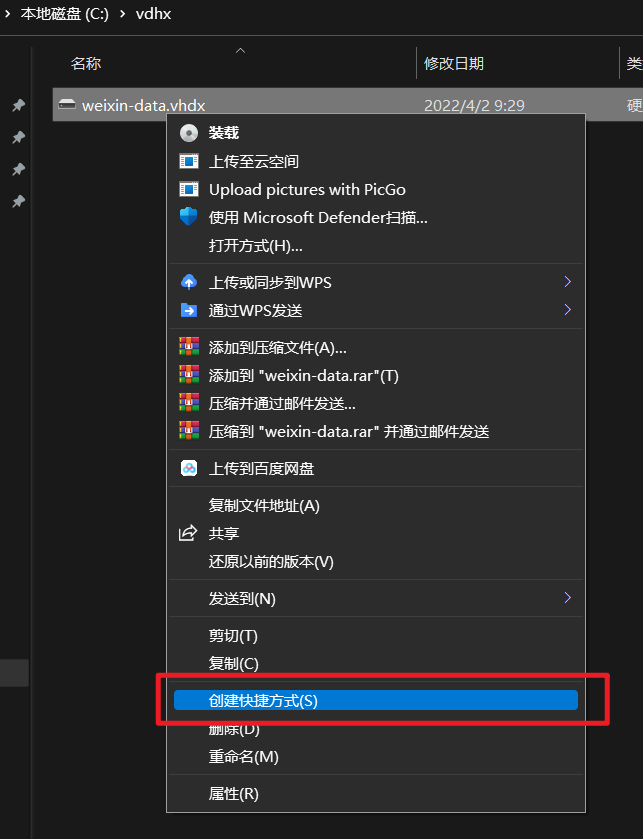 本地磁盘 (C:) › vdhx
名称 修改日期 类
weixin-data.vhdx 2022/4/2 9:29 硬
装载
上传至云空间
Upload pictures with PicGo
使用 Microsoft Defender扫描...
打开方式(H)...
上传或同步到WPS
通过WPS发送
添加到压缩文件(A)...
添加到 "weixin-data.rar"(T)
压缩并通过邮件发送...
压缩到 "weixin-data.rar" 并通过邮件发送
上传到百度网盘
复制文件地址(A)
共享
还原以前的版本(V)
发送到(N)
剪切(T)
复制(C)
创建快捷方式(S)
删除(D)
重命名(M)
属性(R)